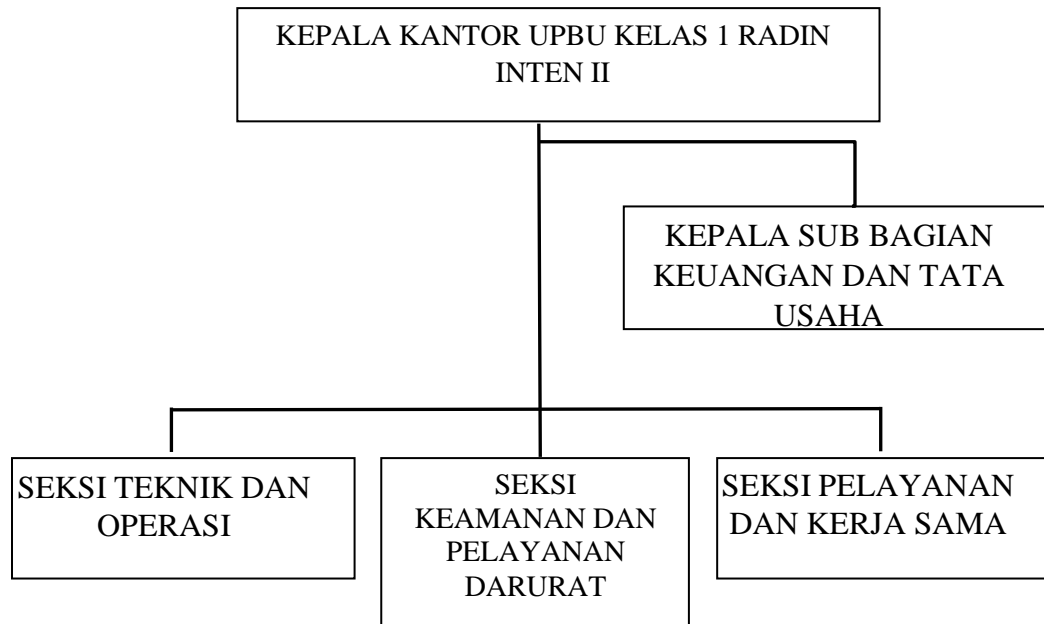 KEPALA KANTOR UPBU KELAS 1 RADIN
INTEN II
KEPALA SUB BAGIAN
KEUANGAN DAN TATA
USAHA
SEKSI TEKNIK DAN
OPERASI
SEKSI
KEAMANAN DAN
PELAYANAN
DARURAT
SEKSI PELAYANAN
DAN KERJA SAMA